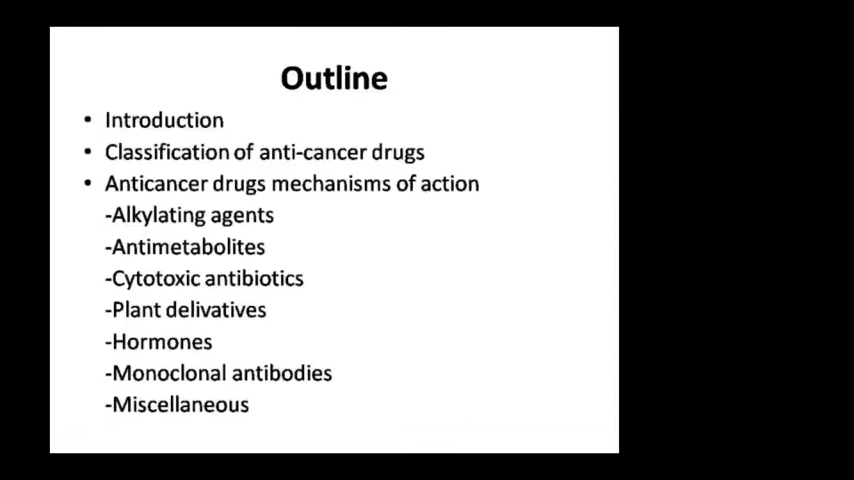 Outline
• Introduction
• Classification of anti-cancer drugs
• Anticancer drugs mechanisms of action
-Alkylating agents
-Antimetabolites
-Cytotoxic antibiotics
-Plant delivatives
-Hormones
-Monoclonal antibodies
-Miscellaneous